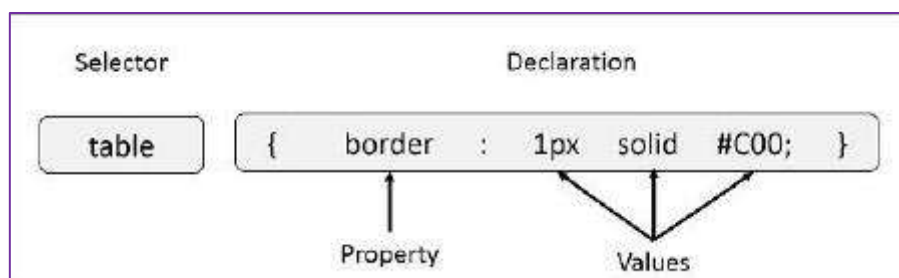 Selector Declaration
table { border : 1px solid #C00; }
Property Values